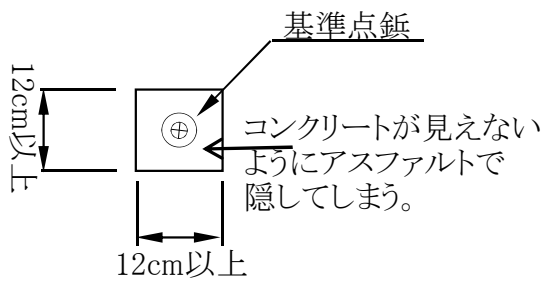 基準点鋲
12cm以上
コンクリートが見えない
ようにアスファルトで
隠してしまう。
12cm以上